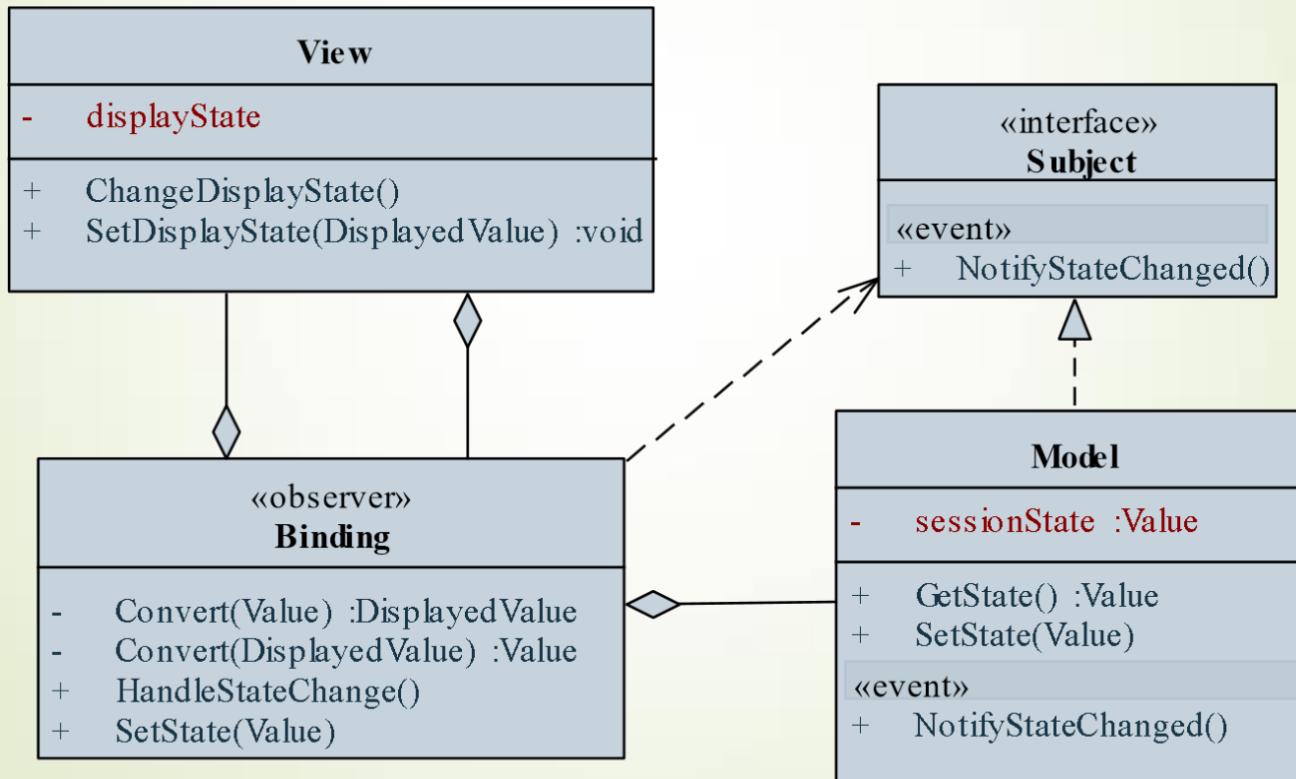 View
- displayState
+ ChangeDisplayState()
+ SetDisplayState(DisplayedValue) :void
«interface»
Subject
«event»
+ NotifyStateChanged()
«observer»
Binding
- Convert(Value) :DisplayedValue
- Convert(DisplayedValue) :Value
+ HandleStateChange()
+ SetState(Value)
Model
- sessionState :Value
+ GetState() :Value
+ SetState(Value)
«event»
+ NotifyStateChanged()